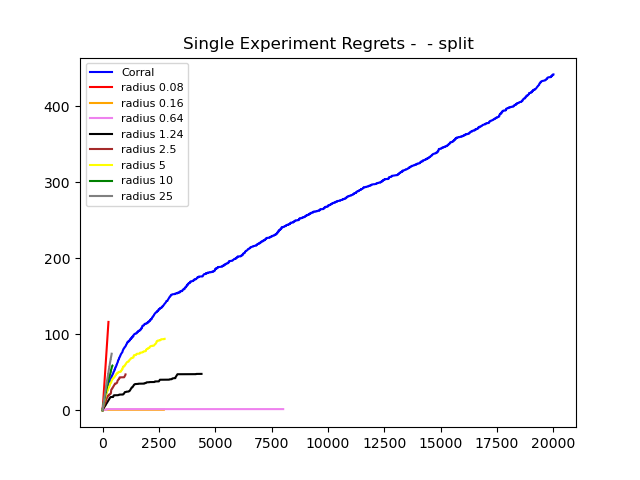 Single Experiment Regrets -  - split
Corral
radius 0.08
radius 0.16
radius 0.64
radius 1.24
radius 2.5
radius 5
radius 10
radius 25
400
300
200
100
0
0 2500 5000 7500 10000 12500 15000 17500 20000